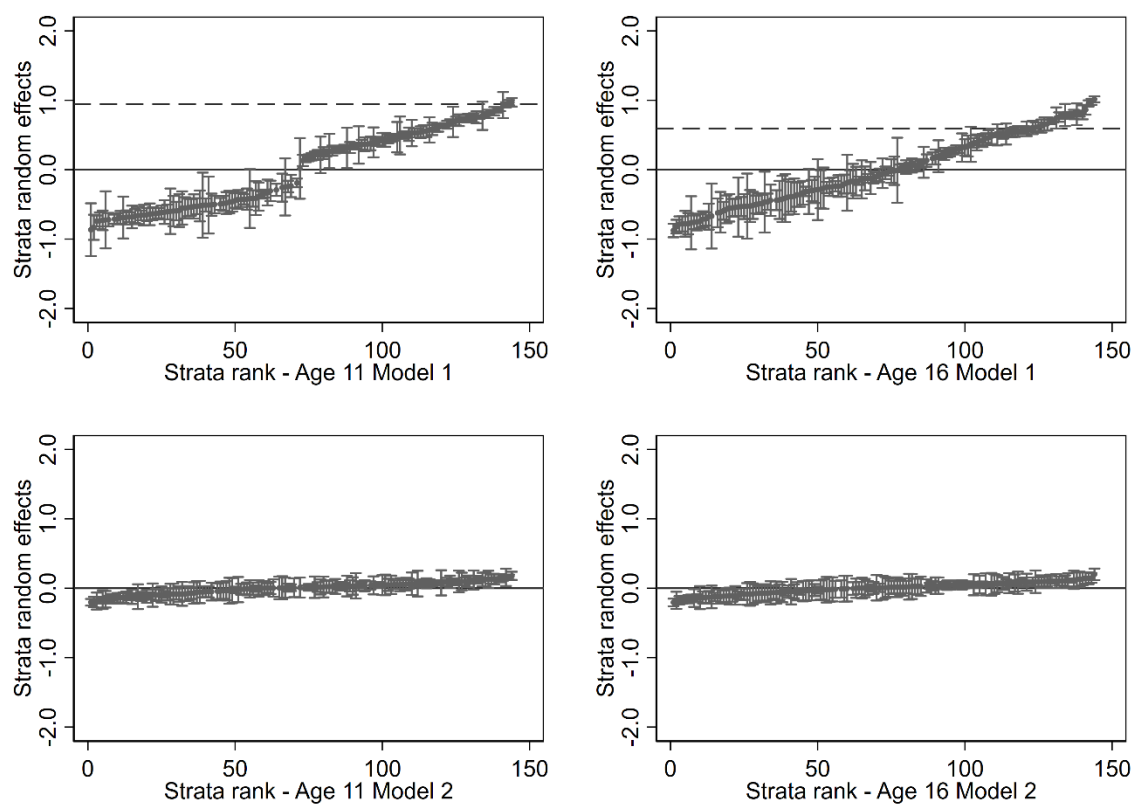 Strata random effects
2.0
1.0
0.0
-1.0
-2.0
0 50 100 150
Strata rank - Age 11 Model 1
Strata random effects
2.0
1.0
0.0
-1.0
-2.0
0 50 100 150
Strata rank - Age 16 Model 1
Strata random effects
2.0
1.0
0.0
-1.0
-2.0
0 50 100 150
Strata rank - Age 11 Model 2
Strata random effects
2.0
1.0
0.0
-1.0
-2.0
0 50 100 150
Strata rank - Age 16 Model 2